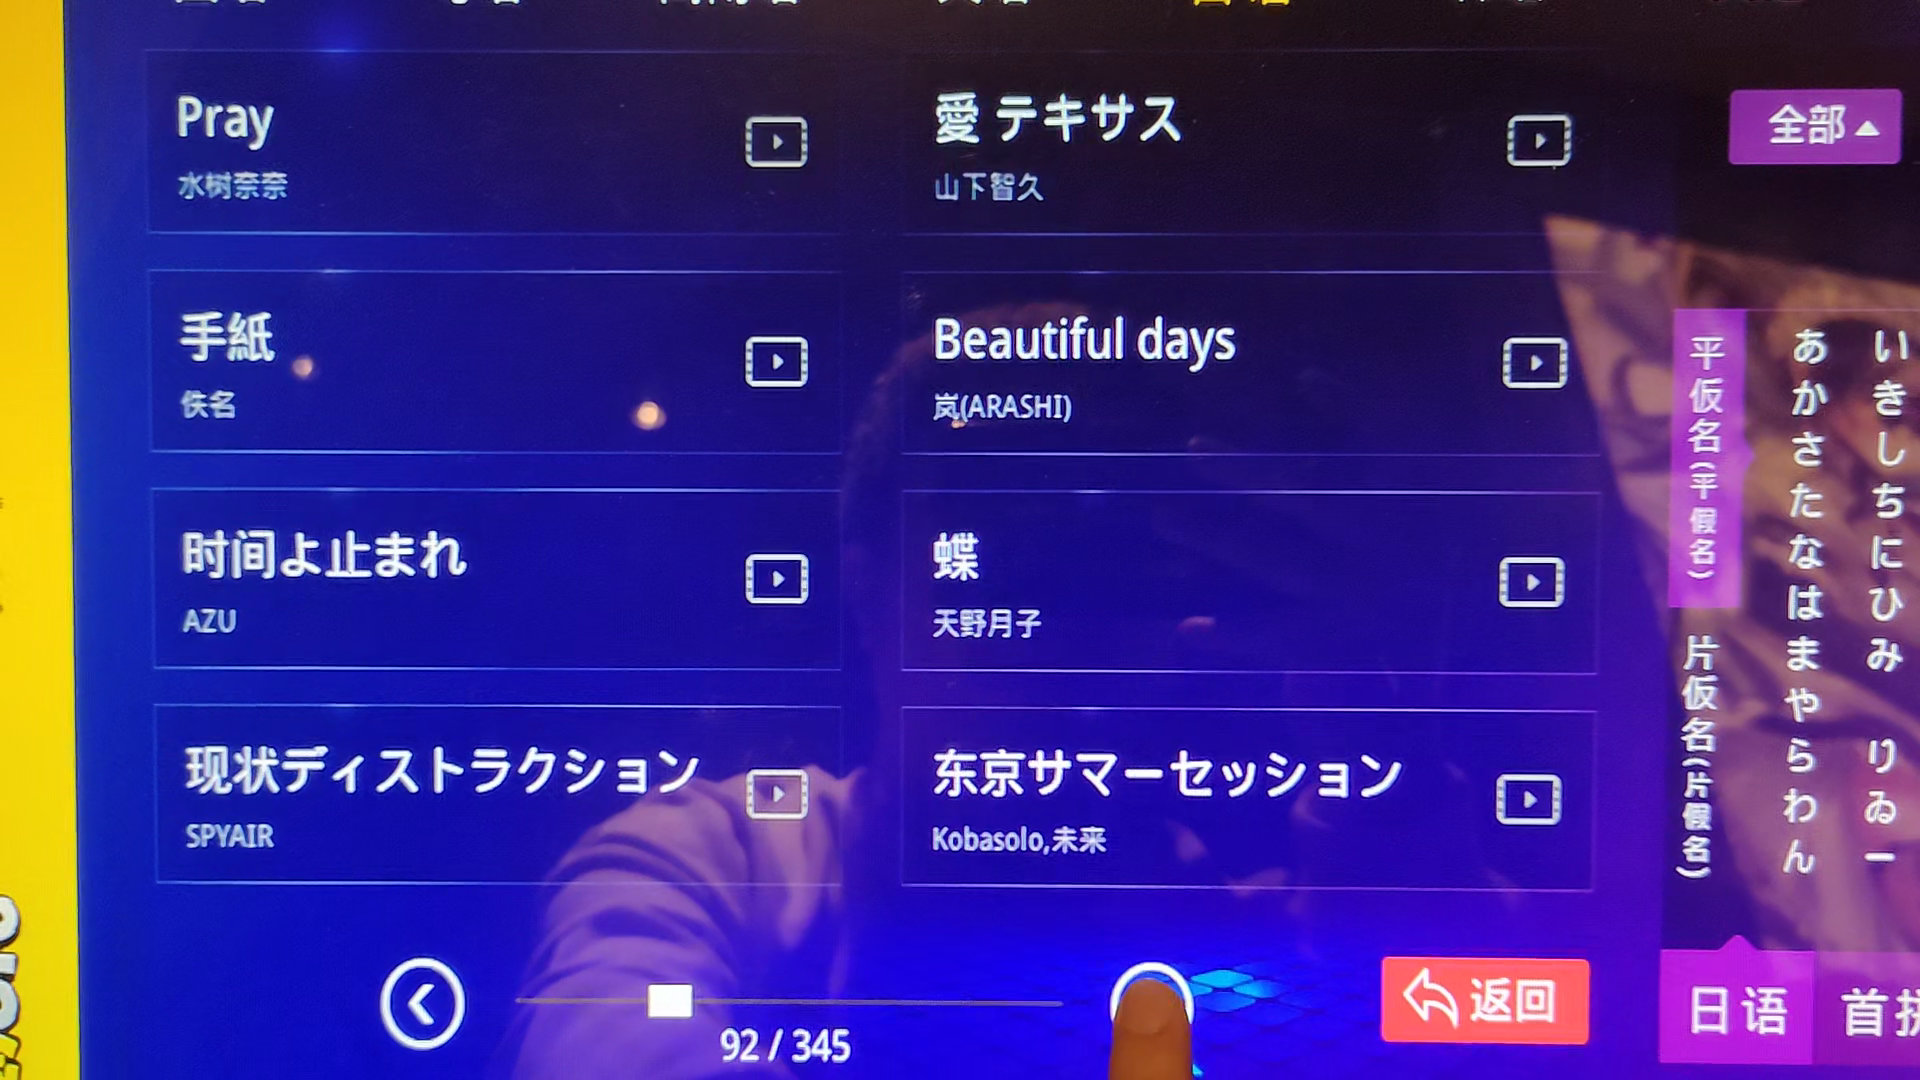 Pray
水树奈奈
愛 テキサス
山下智久
全部
手紙
佚名
Beautiful days
岚(ARASHI)
时间よ止まれ
AZU
蝶
天野月子
现状ディストラクション
SPYAIR
东京サマーセッション
Kobasolo,未来
平仮名(平假名)
片仮名(片假名)
あかさたなはまやらわん
いきしちにひみ りゐー
92 / 345
返回
日语
首拼